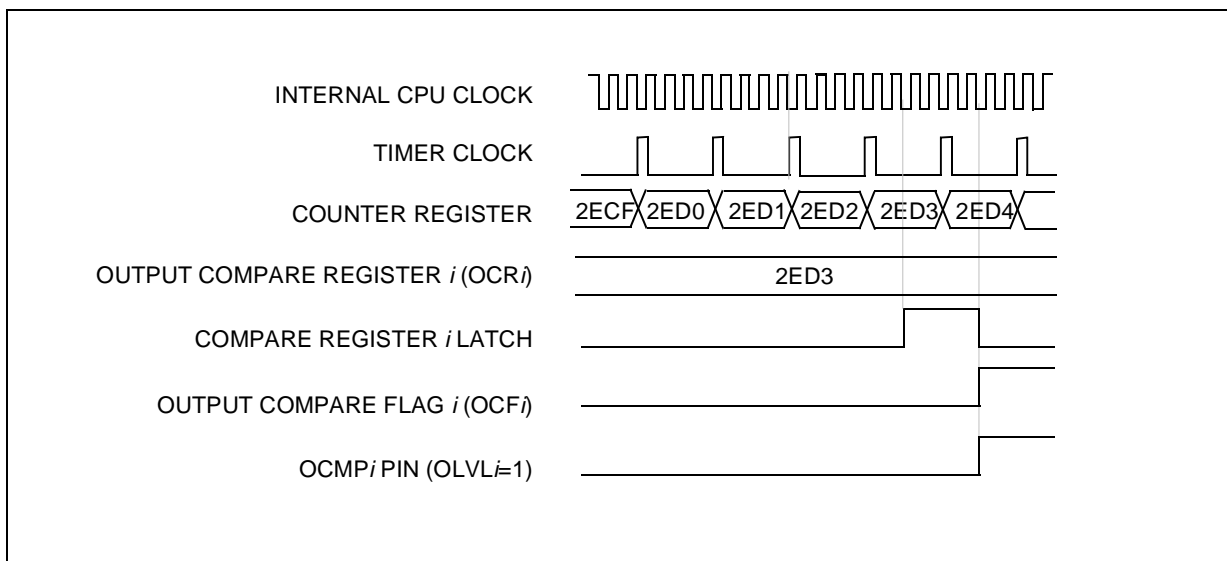 INTERNAL CPU CLOCK
TIMER CLOCK
COUNTER REGISTER 2ECF 2ED0 2ED1 2ED2 2ED3 2ED4
OUTPUT COMPARE REGISTER i (OCRi) 2ED3
COMPARE REGISTER i LATCH
OUTPUT COMPARE FLAG i (OCFi)
OCMPi PIN (OLVLi=1)